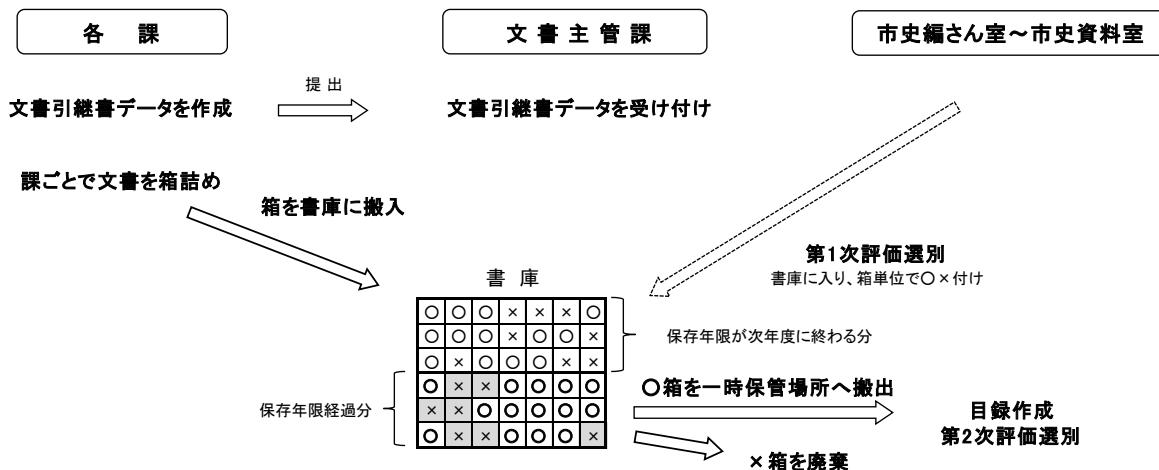 各 課
文書主管課
市史編さん室～市史資料室
提出
文書引継書データを作成
文書引継書データを受け付け
課ごとで文書を箱詰め
箱を書庫に搬入
第1次評価選別
書庫に入り、箱単位で〇×付け
書 庫
〇 〇 〇 × × × 〇
〇 〇 〇 × 〇 〇 ×
〇 × 〇 〇 〇 × ×
〇 × × 〇 〇 〇 〇
× × 〇 〇 〇 〇 〇
〇 × × 〇 〇 〇 ×
保存年限が次年度に終わる分
保存年限経過分
〇箱を一時保管場所へ搬出
目録作成
第2次評価選別
×箱を廃棄